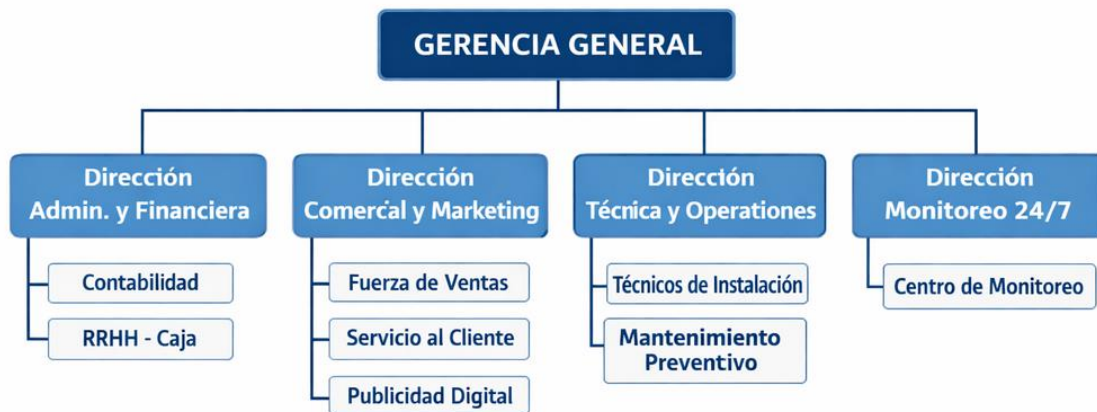 GERENCIA GENERAL
Dirección
Admin. y Financiera
Contabilidad
RRHH - Caja
Dirección
Comercal y Marketing
Fuerza de Ventas
Servicio al Cliente
Publicidad Digital
Dirección
Técnica y Operationes
Técnicos de Instalación
Mantenimiento
Preventivo
Dirección
Monitoreo 24/7
Centro de Monitoreo